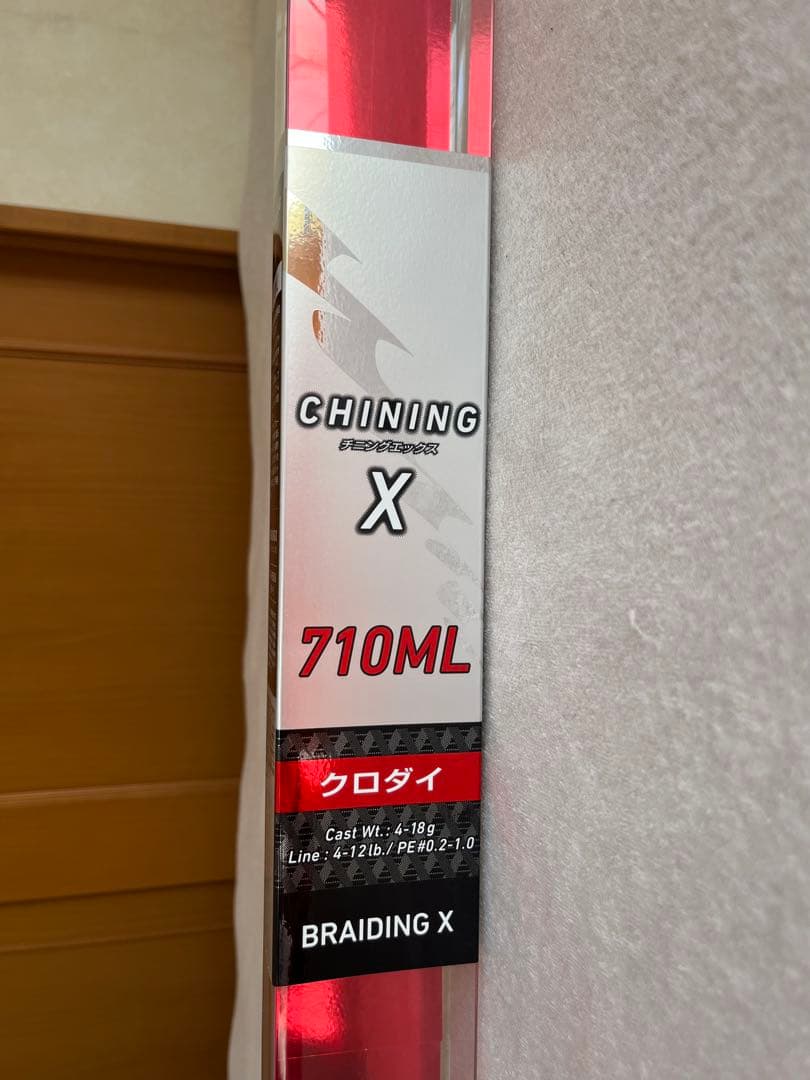 CHINING
チニングエックス
X
710ML
クロダイ
Cast Wt.: 4-18g
Line : 4-12lb./PE#0.2-1.0
BRAIDING X